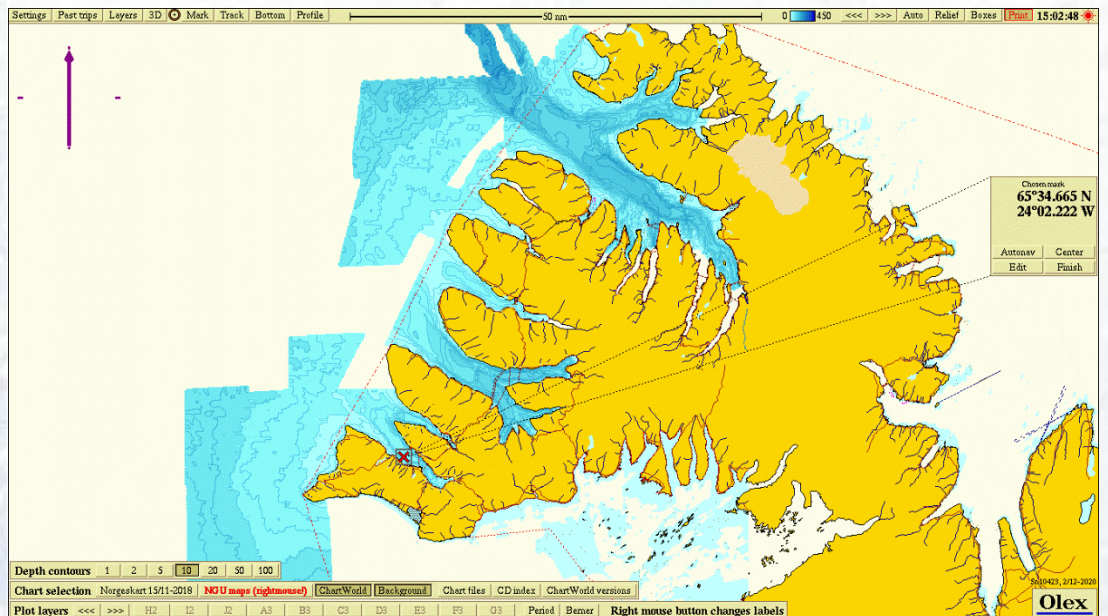 Settings Past trips Layers 3D Mark Track Bottom Profile 50 nm 0 450 <<< >>> Auto Relief Boxes Print 15:02:48
Chosen mark
65°34.665 N
24°02.222 W
Autonav Center
Edit Finish
Depth contours 1 2 5 10 20 50 100
Sn10423, 2/12-2020
Chart selection Norgeskart 15/11-2018 NGU maps (rightmouse!) ChartWorld Background Chart files CD index ChartWorld versions
Olex
Plot layers <<< >>> H2 I2 J2 A3 B3 C3 D3 E3 F3 G3 Period Berner Right mouse button changes labels